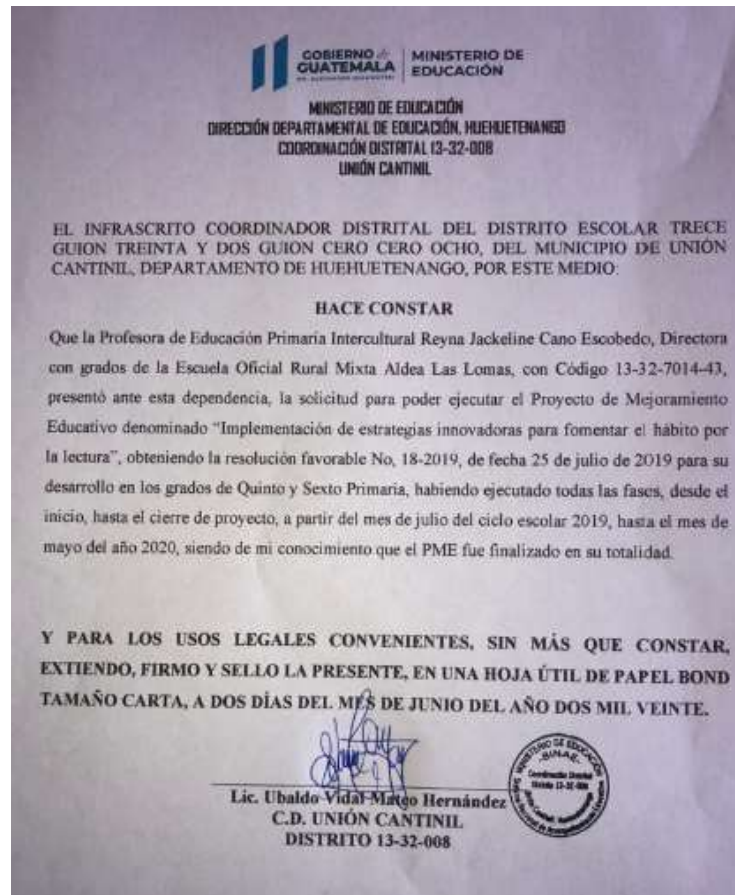 GOBIERNO de
GUATEMALA
MINISTERIO DE
EDUCACIÓN
MINISTERIO DE EDUCACIÓN
DIRECCIÓN DEPARTAMENTAL DE EDUCACIÓN, HUEHUETENANGO
COORDINACIÓN DISTRITAL 13-32-008
UNIÓN CANTINIL
EL INFRASCRITO COORDINADOR DISTRITAL DEL DISTRITO ESCOLAR TRECE
GUION TREINTA Y DOS GUION CERO CERO OCHO, DEL MUNICIPIO DE UNIÓN
CANTINIL, DEPARTAMENTO DE HUEHUETENANGO, POR ESTE MEDIO:
HACE CONSTAR
Que la Profesora de Educación Primaria Intercultural Reyna Jackeline Cano Escobedo, Directora
con grados de la Escuela Oficial Rural Mixta Aldea Las Lomas, con Código 13-32-7014-43,
presentó ante esta dependencia, la solicitud para poder ejecutar el Proyecto de Mejoramiento
Educativo denominado “Implementación de estrategias innovadoras para fomentar el hábito por
la lectura”, obteniendo la resolución favorable No, 18-2019, de fecha 25 de julio de 2019 para su
desarrollo en los grados de Quinto y Sexto Primaria, habiendo ejecutado todas las fases, desde el
inicio, hasta el cierre de proyecto, a partir del mes de julio del ciclo escolar 2019, hasta el mes de
mayo del año 2020, siendo de mi conocimiento que el PME fue finalizado en su totalidad.
Y PARA LOS USOS LEGALES CONVENIENTES, SIN MÁS QUE CONSTAR,
EXTIENDO, FIRMO Y SELLO LA PRESENTE, EN UNA HOJA ÚTIL DE PAPEL BOND
TAMAÑO CARTA, A DOS DÍAS DEL MES DE JUNIO DEL AÑO DOS MIL VEINTE.
Lic. Ubaldo Vidal Mateo Hernández
C.D. UNIÓN CANTINIL
DISTRITO 13-32-008
MINISTERIO DE EDUCACIÓN
-SINAE-
Coordinación Distrital
Distrito 13-32-008